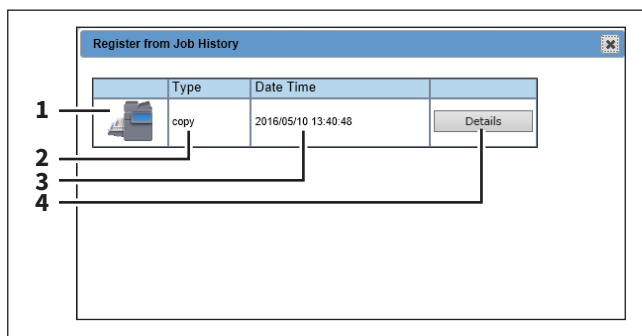 Register from Job History
Type Date Time
1
copy 2016/05/10 13:40:48 Details
2
3
4